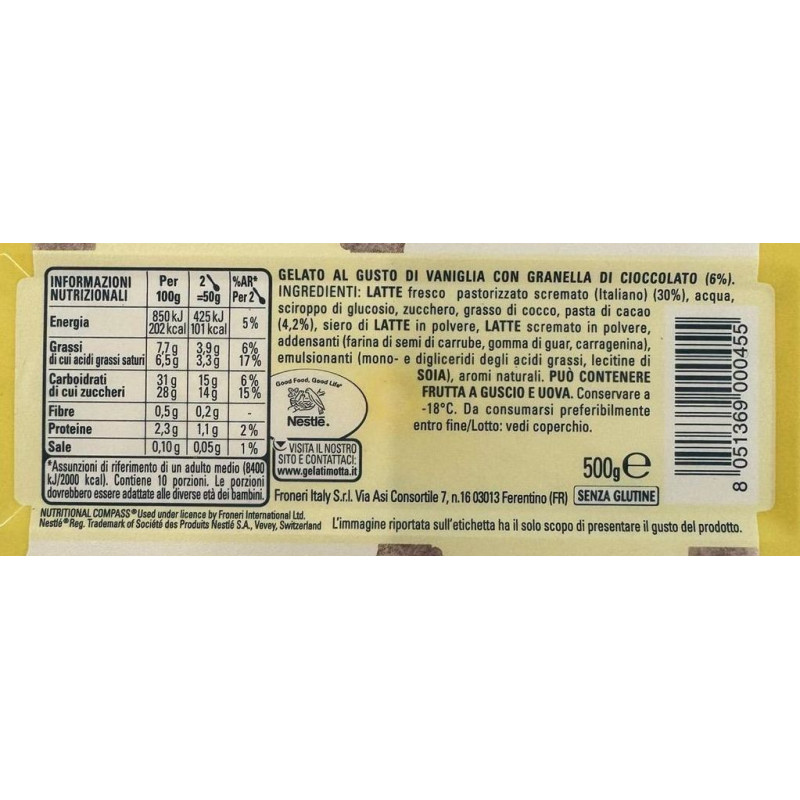 INFORMAZIONI NUTRIZIONALI Per 100g 2 =50g %AR* Per 2
Energia 850 kJ 202 kcal 425 kJ 101 kcal 5%
Grassi 7,7 g 3,9 g 6%
di cui acidi grassi saturi 6,5 g 3,3 g 17%
Carboidrati 31 g 15 g 6%
di cui zuccheri 28 g 14 g 15%
Fibre 0,5 g 0,2 g -
Proteine 2,3 g 1,1 g 2%
Sale 0,10 g 0,05 g 1%
*Assunzioni di riferimento di un adulto medio (8400
kJ/2000 kcal). Contiene 10 porzioni. Le porzioni
dovrebbero essere adattate alle diverse età dei bambini.
NUTRITIONAL COMPASS® Used under licence by Froneri International Ltd.
Nestlé® Reg. Trademark of Société des Produits Nestlé S.A., Vevey, Switzerland
GELATO AL GUSTO DI VANIGLIA CON GRANELLA DI CIOCCOLATO (6%).
INGREDIENTI: LATTE fresco pastorizzato scremato (Italiano) (30%), acqua,
sciroppo di glucosio, zucchero, grasso di cocco, pasta di cacao
(4,2%), siero di LATTE in polvere, LATTE scremato in polvere,
addensanti (farina di semi di carrube, gomma di guar, carragenina),
emulsionanti (mono- e digliceridi degli acidi grassi, lecitine di
SOIA), aromi naturali. PUÒ CONTENERE
FRUTTA A GUSCIO E UOVA. Conservare a
-18°C. Da consumarsi preferibilmente
entro fine/Lotto: vedi coperchio.
Good Food, Good Life®
Nestlé®
VISITA IL NOSTRO
SITO E CONTATTACI
www.gelatimotta.it
500g e
Froneri Italy S.r.l. Via Asi Consortile 7, n.16 03013 Ferentino (FR) SENZA GLUTINE
L'immagine riportata sull'etichetta ha il solo scopo di presentare il gusto del prodotto.
8 051369 000455